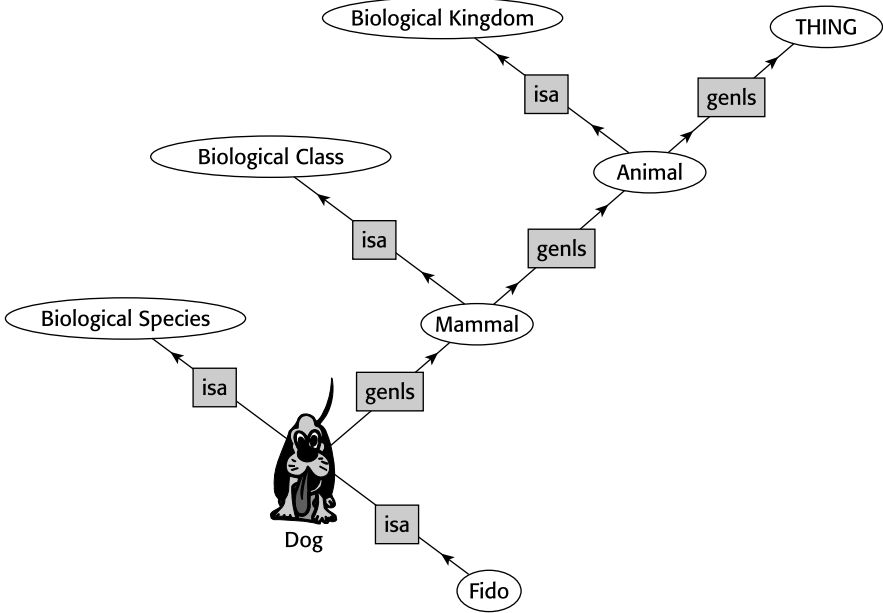 Biological Kingdom
THING
isa
genls
Biological Class
Animal
isa
genls
Biological Species
Mammal
isa
genls
isa
Dog
Fido